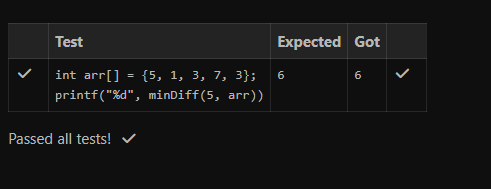 Test Expected Got
int arr[] = {5, 1, 3, 7, 3}; 6 6
printf("%d", minDiff(5, arr))
Passed all tests!